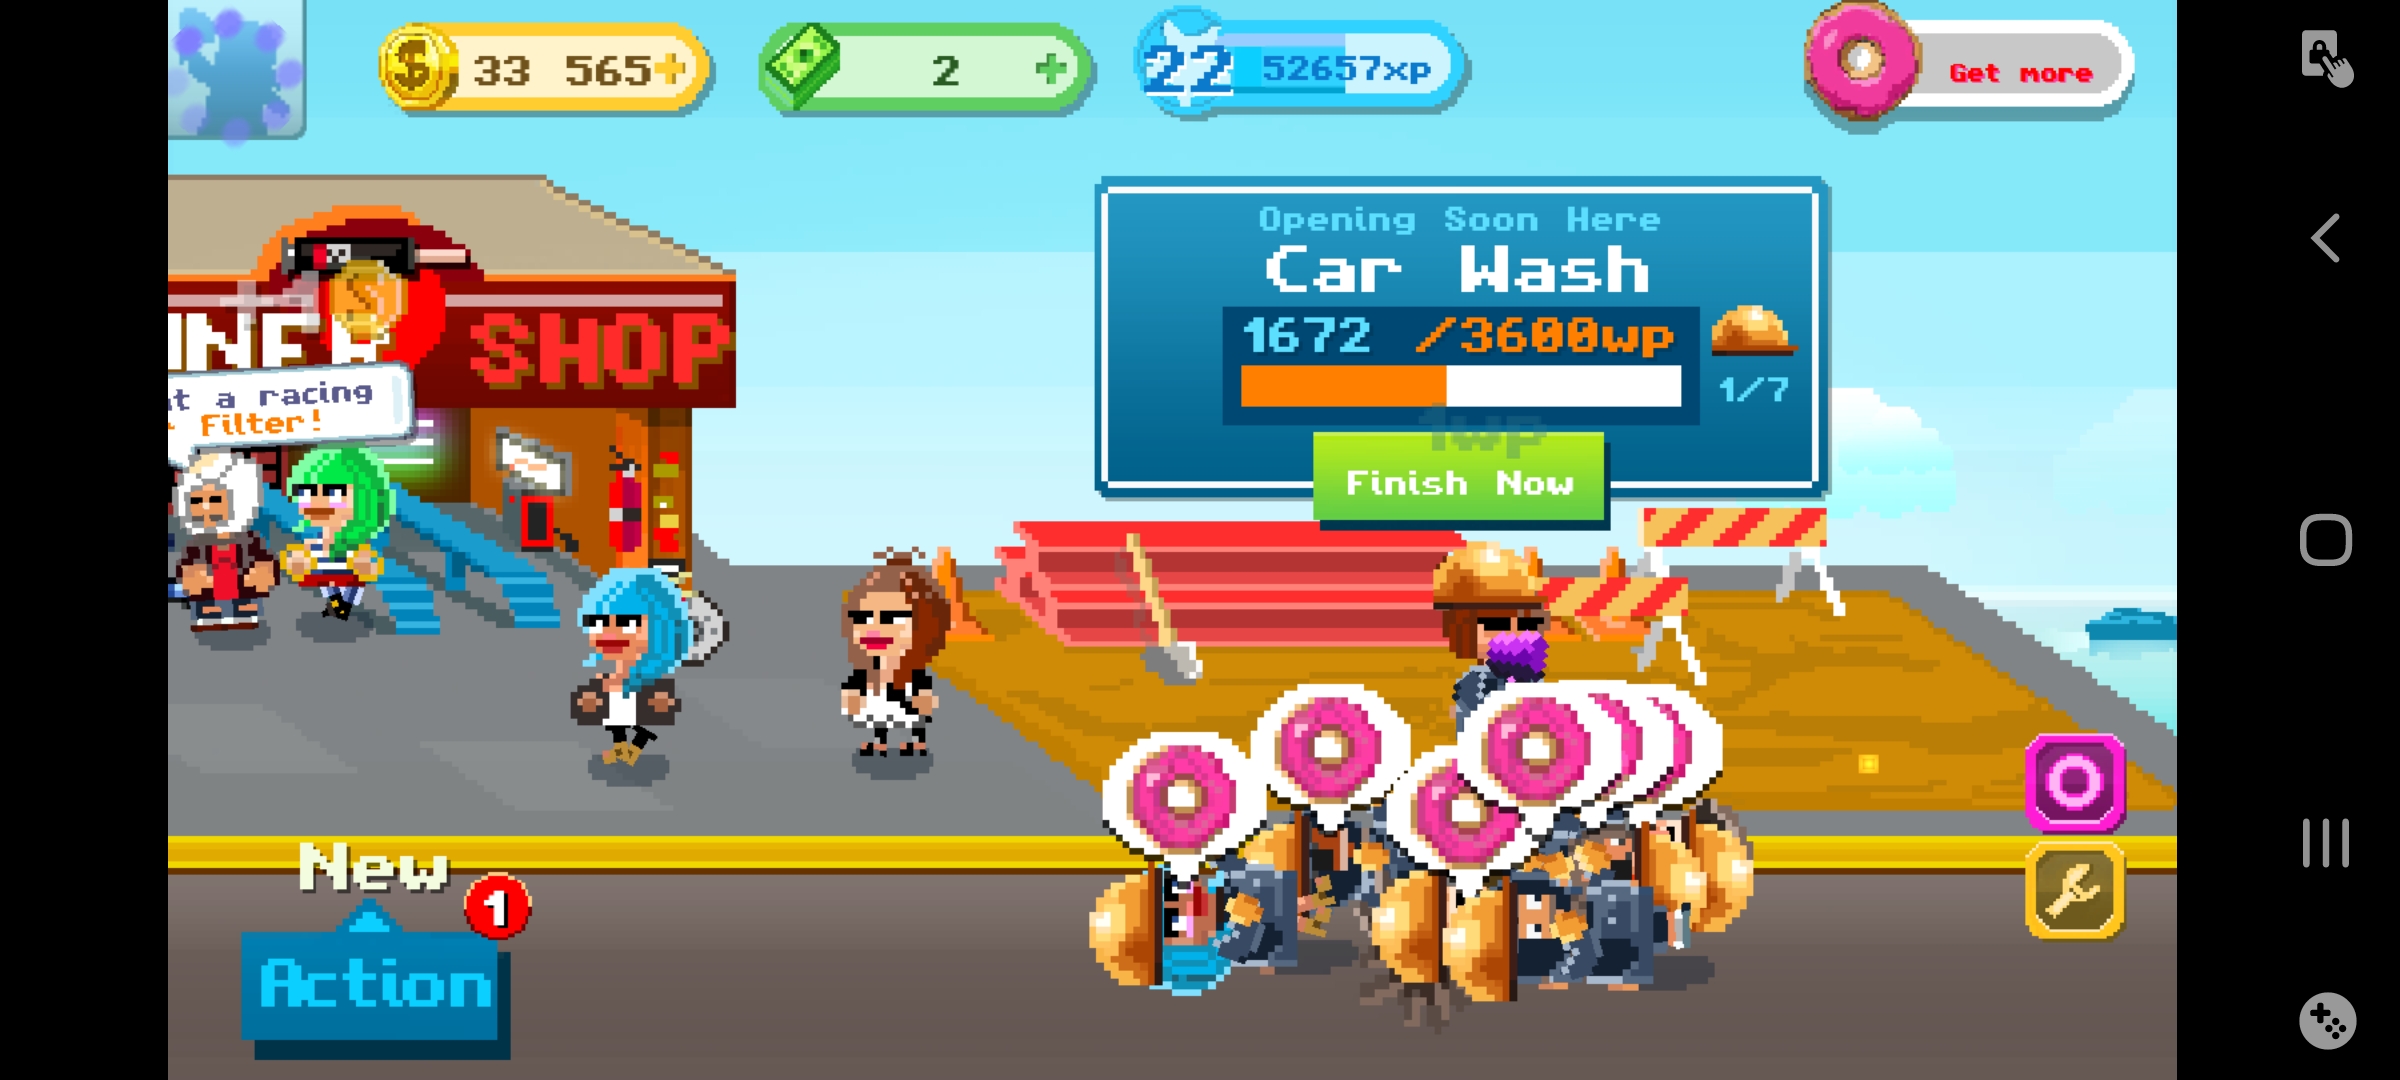 33 565+
2 +
22 52657xp
Get more
Opening Soon Here
Car Wash
1672 /3600wp
1/7
1wp
Finish Now
SHOP
a racing
Filter!
New
1
Action